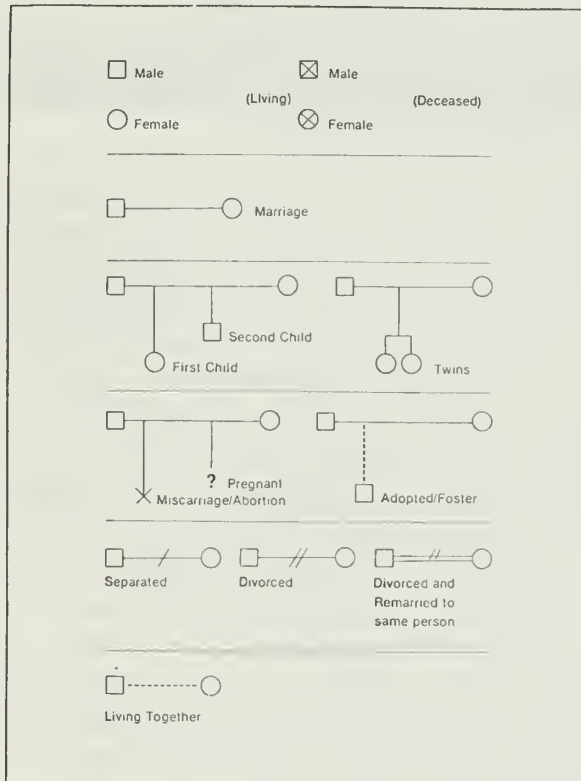 Male Male
(Living) (Deceased)
Female Female
Marriage
Second Child
First Child Twins
? Pregnant
Miscarriage/Abortion Adopted/Foster
Separated Divorced Divorced and
Remarried to
same person
Living Together